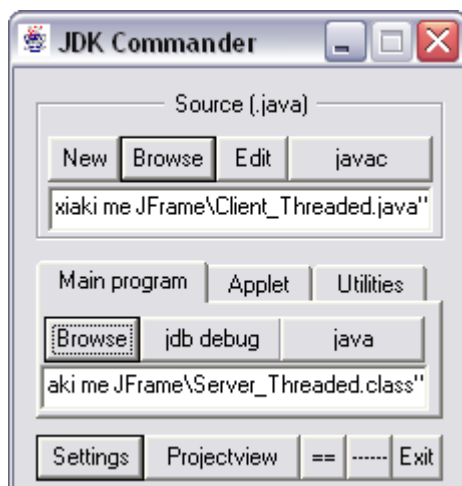 JDK Commander
Source (.java)
New Browse Edit javac
xiaki me JFrame\Client_Threaded.java"
Main program Applet Utilities
Browse jdb debug java
aki me JFrame\Server_Threaded.class"
Settings Projectview == ------ Exit